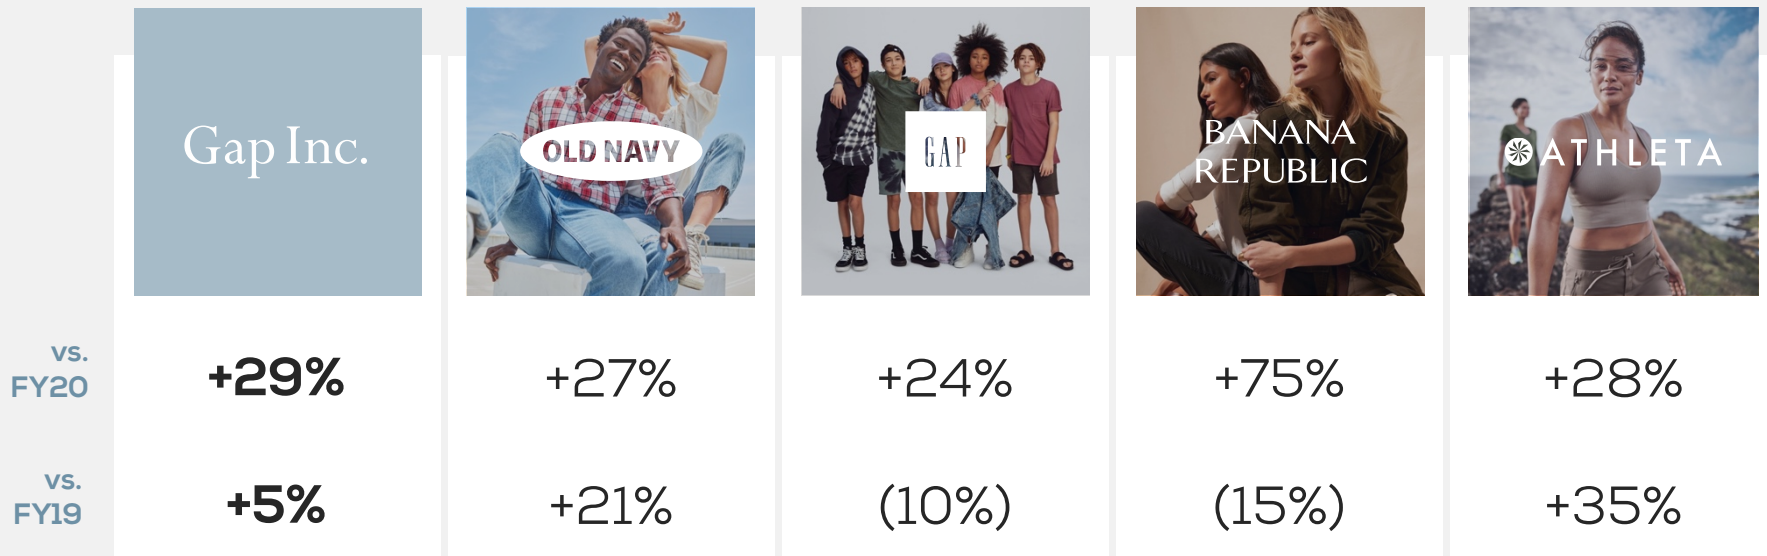 Gap Inc.
OLD NAVY
GAP
BANANA
REPUBLIC
ATHLETA
vs.
FY20
+29%
+27%
+24%
+75%
+28%
vs.
FY19
+5%
+21%
(10%)
(15%)
+35%